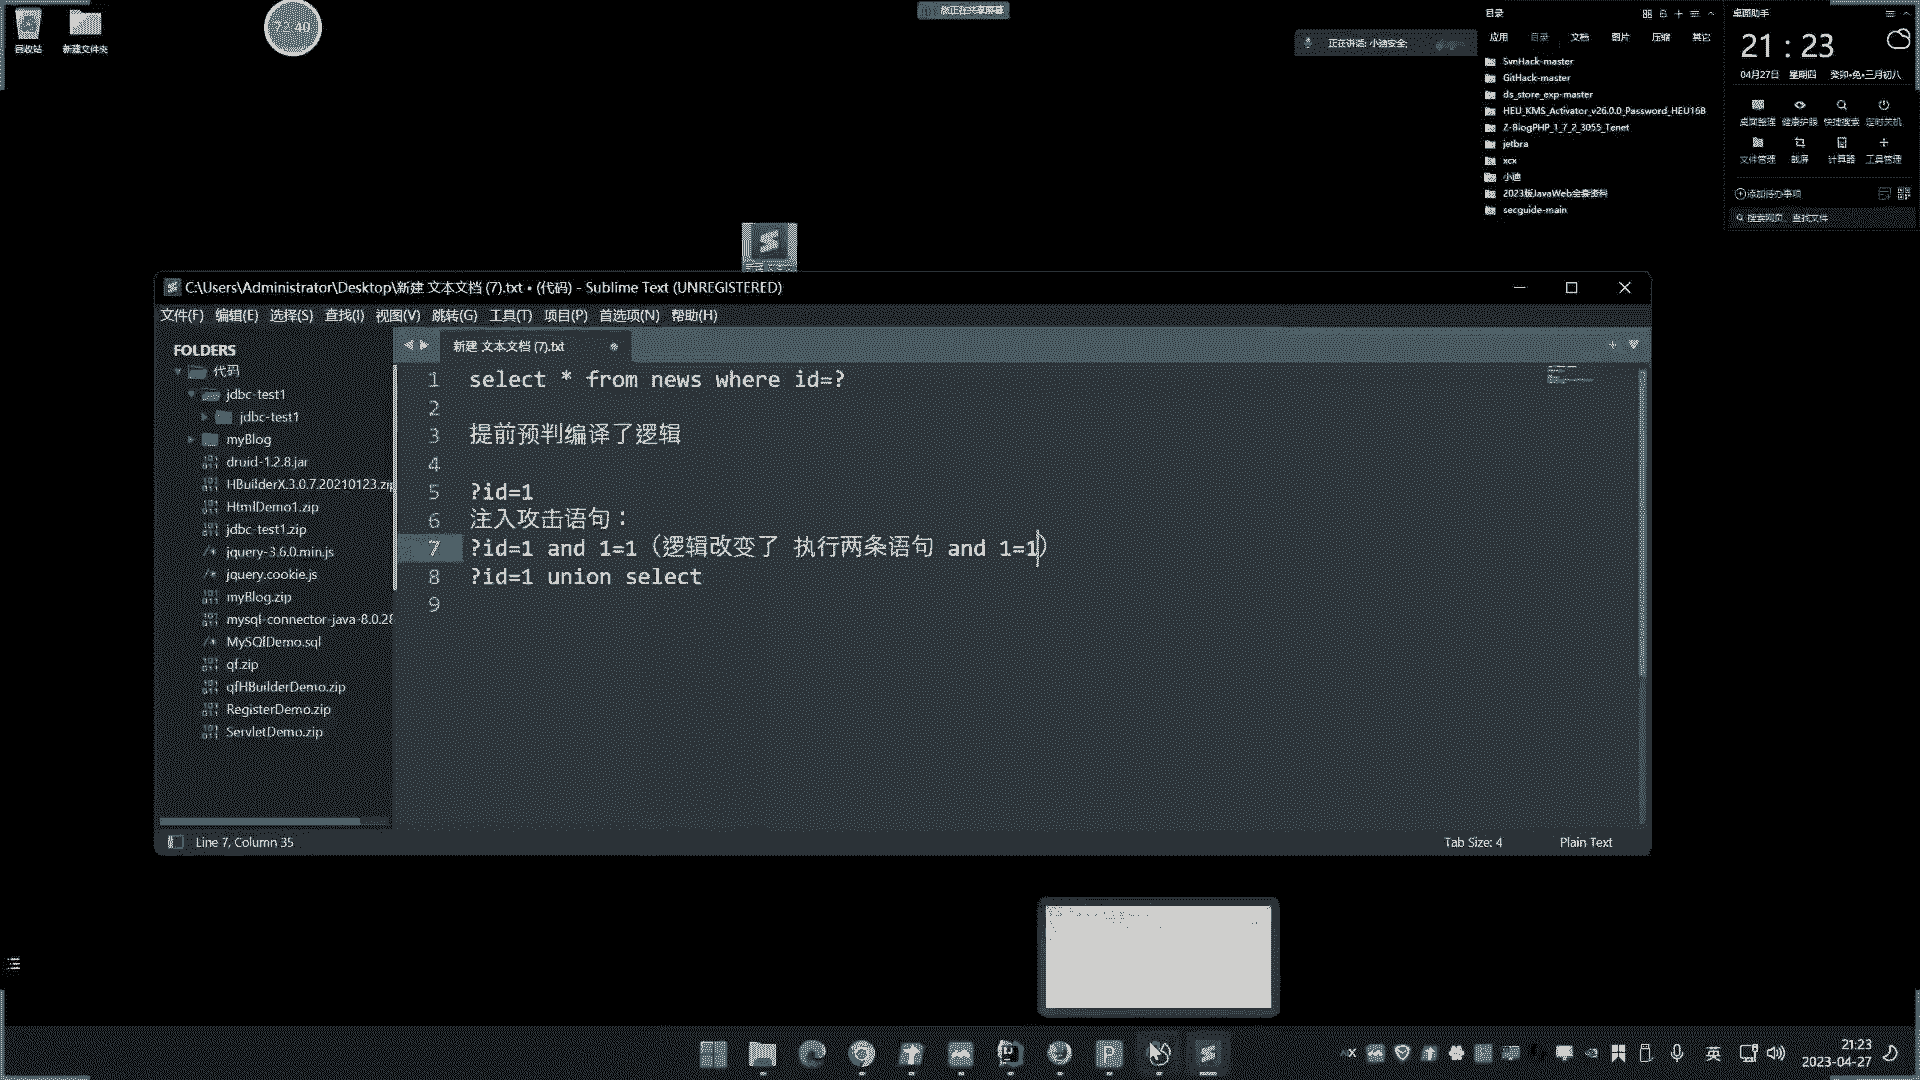 回收站
新建文件夹
22:40
您正在共享屏幕
正在讲话: 小迪安全;
目录
应用 目录 文档 图片 压缩 其它
SvnHack-master
GitHack-master
ds_store_exp-master
HEU_KMS_Activator_v26.0.0_Password_HEU168
Z-BlogPHP_1_7_2_3055_Tenet
jetbra
xcx
小迪
2023版JavaWeb全套资料
secguide-main
桌面助手
21 : 23
04月27日 星期四 癸卯•兔•三月初八
桌面整理 健康护眼 快捷搜索 定时关机
文件管理 截屏 计算器 工具管理
添加待办事项
搜索网页、查找文件
C:\Users\Administrator\Desktop\新建 文本文档 (7).txt • (代码) - Sublime Text (UNREGISTERED)
文件(F) 编辑(E) 选择(S) 查找(I) 视图(V) 跳转(G) 工具(T) 项目(P) 首选项(N) 帮助(H)
FOLDERS
代码
jdbc-test1
jdbc-test1
myBlog
druid-1.2.8.jar
HBuilderX.3.0.7.20210123.zip
HtmlDemo1.zip
jdbc-test1.zip
jquery-3.6.0.min.js
jquery.cookie.js
myBlog.zip
mysql-connector-java-8.0.28
MySQlDemo.sql
qf.zip
qfHBuilderDemo.zip
RegisterDemo.zip
ServletDemo.zip
新建 文本文档 (7).txt
1 select * from news where id=?
2
3 提前预判编译了逻辑
4
5 ?id=1
6 注入攻击语句：
7 ?id=1 and 1=1（逻辑改变了 执行两条语句 and 1=1）
8 ?id=1 union select
9
Line 7, Column 35
Tab Size: 4
Plain Text
英
21:23
2023-04-27